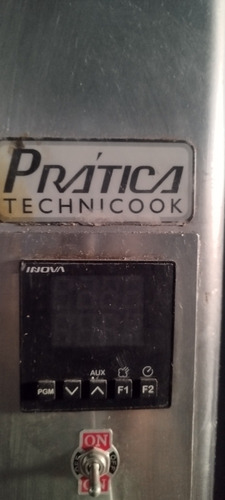 PRÁTICA
TECHNICOOK
INOVA
AUX
PGM F1 F2
ON